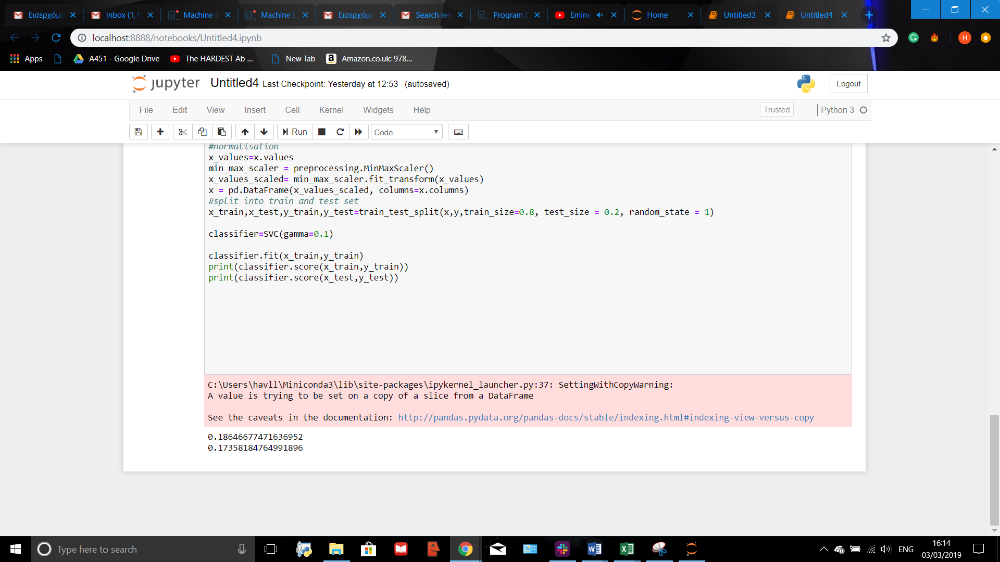 Εισερχόμε
Inbox (1,1
Machine L
Machine L
Εισερχόμε
Search res
Program E
Emine
Home
Untitled3
Untitled4
localhost:8888/notebooks/Untitled4.ipynb
H
Apps
A451 - Google Drive
The HARDEST Ab ...
New Tab
Amazon.co.uk: 978...
jupyter Untitled4 Last Checkpoint: Yesterday at 12:53 (autosaved)
Logout
File Edit View Insert Cell Kernel Widgets Help
Trusted
Python 3
Run
Code
#normalisation
x_values=x.values
min_max_scaler = preprocessing.MinMaxScaler()
x_values_scaled= min_max_scaler.fit_transform(x_values)
x = pd.DataFrame(x_values_scaled, columns=x.columns)
#split into train and test set
x_train,x_test,y_train,y_test=train_test_split(x,y,train_size=0.8, test_size = 0.2, random_state = 1)
classifier=SVC(gamma=0.1)
classifier.fit(x_train,y_train)
print(classifier.score(x_train,y_train))
print(classifier.score(x_test,y_test))
C:\Users\havll\Miniconda3\lib\site-packages\ipykernel_launcher.py:37: SettingWithCopyWarning:
A value is trying to be set on a copy of a slice from a DataFrame
See the caveats in the documentation: http://pandas.pydata.org/pandas-docs/stable/indexing.html#indexing-view-versus-copy
0.18646677471636952
0.17358184764991896
Type here to search
ENG
16:14
03/03/2019